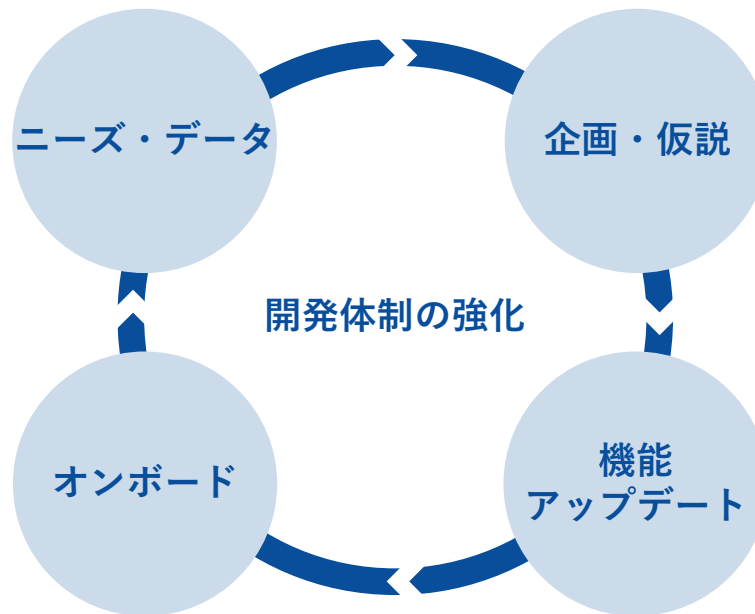 ニーズ・データ
企画・仮説
開発体制の強化
オンボード
機能
アップデート